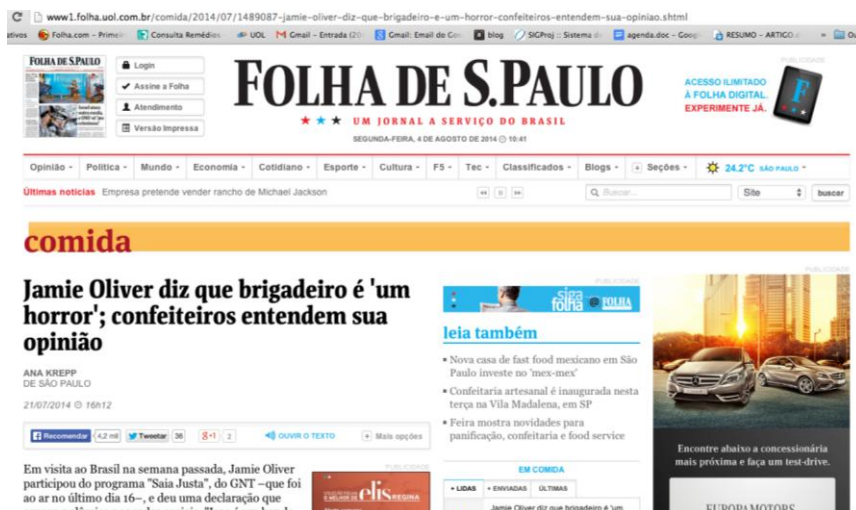 www1.folha.uol.com.br/comida/2014/07/1489087-jamie-oliver-diz-que-brigadeiro-e-um-horror-confeiteiros-entendem-sua-opiniao.shtml
Folha.com - Primei Consulta Remédios UOL Gmail - Entrada (20 Gmail: Email do Go blog SIGProj :: Sistema d agenda.doc - Goog RESUMO - ARTIGO
FOLHA DE S.PAULO
Login
Assine a Folha
Atendimento
Versão Impressa
FOLHA DE S.PAULO
UM JORNAL A SERVIÇO DO BRASIL
SEGUNDA-FEIRA, 4 DE AGOSTO DE 2014 10:41
PUBLICIDADE
ACESSO ILIMITADO
À FOLHA DIGITAL.
EXPERIMENTE JÁ.
Opinião Política Mundo Economia Cotidiano Esporte Cultura F5 Tec Classificados Blogs + Seções 24.2°C SÃO PAULO
Últimas notícias Empresa pretende vender rancho de Michael Jackson Buscar... Site buscar
comida
Jamie Oliver diz que brigadeiro é 'um
horror'; confeiteiros entendem sua
opinião
ANA KREPP
DE SÃO PAULO
21/07/2014 16h12
Recomendar 4,2 mil Tweetar 38 g+1 2 OUVIR O TEXTO + Mais opções
Em visita ao Brasil na semana passada, Jamie Oliver
participou do programa "Saia Justa", do GNT –que foi
ao ar no último dia 16–, e deu uma declaração que
PUBLICIDADE
elis REGINA
PUBLICIDADE
siga
folha @ FOLHA
leia também
Nova casa de fast food mexicano em São
Paulo investe no 'mex-mex'
Confeitaria artesanal é inaugurada nesta
terça na Vila Madalena, em SP
Feira mostra novidades para
panificação, confeitaria e food service
EM COMIDA
+ LIDAS + ENVIADAS ÚLTIMAS
Jamie Oliver diz que brigadeiro é 'um
PUBLICIDADE
Encontre abaixo a concessionária
mais próxima e faça um test-drive.
EUROPA MOTORS